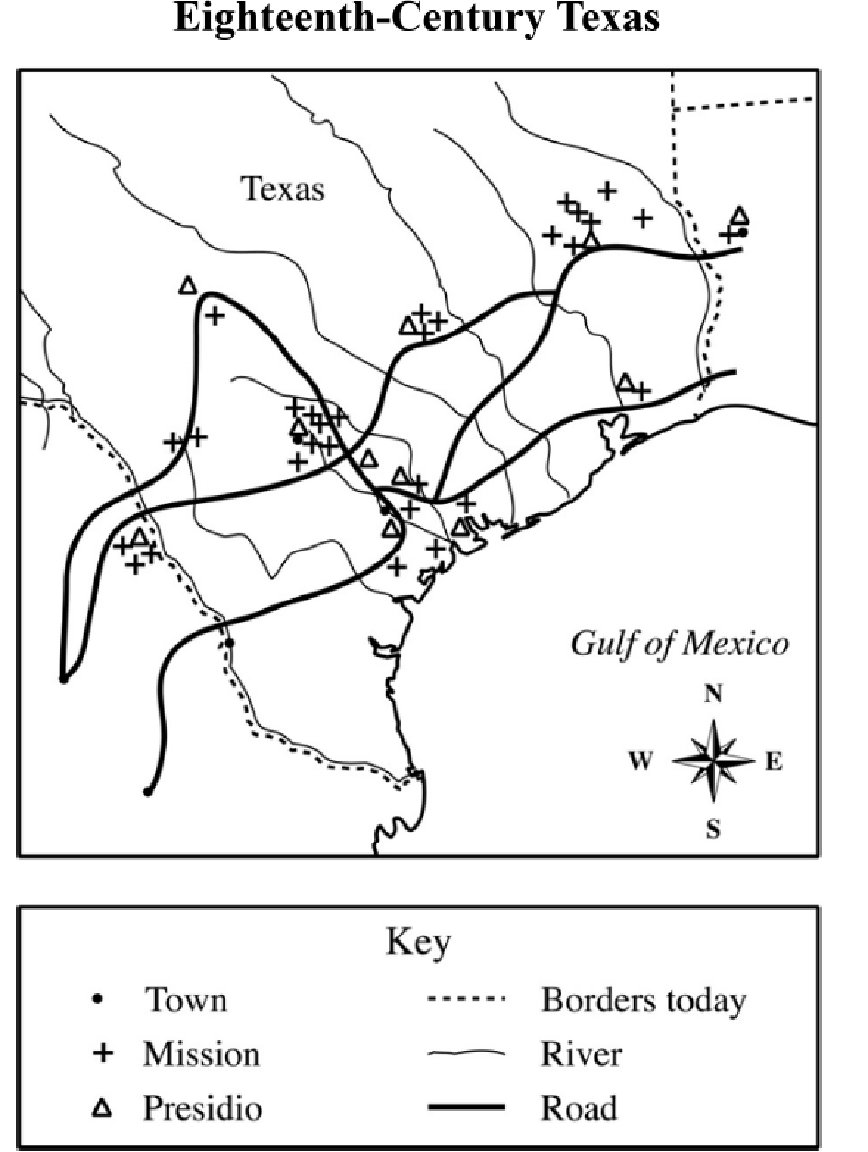 Eighteenth-Century Texas
Texas
Gulf of Mexico
N
W E
S
Key
Town Borders today
Mission River
Presidio Road